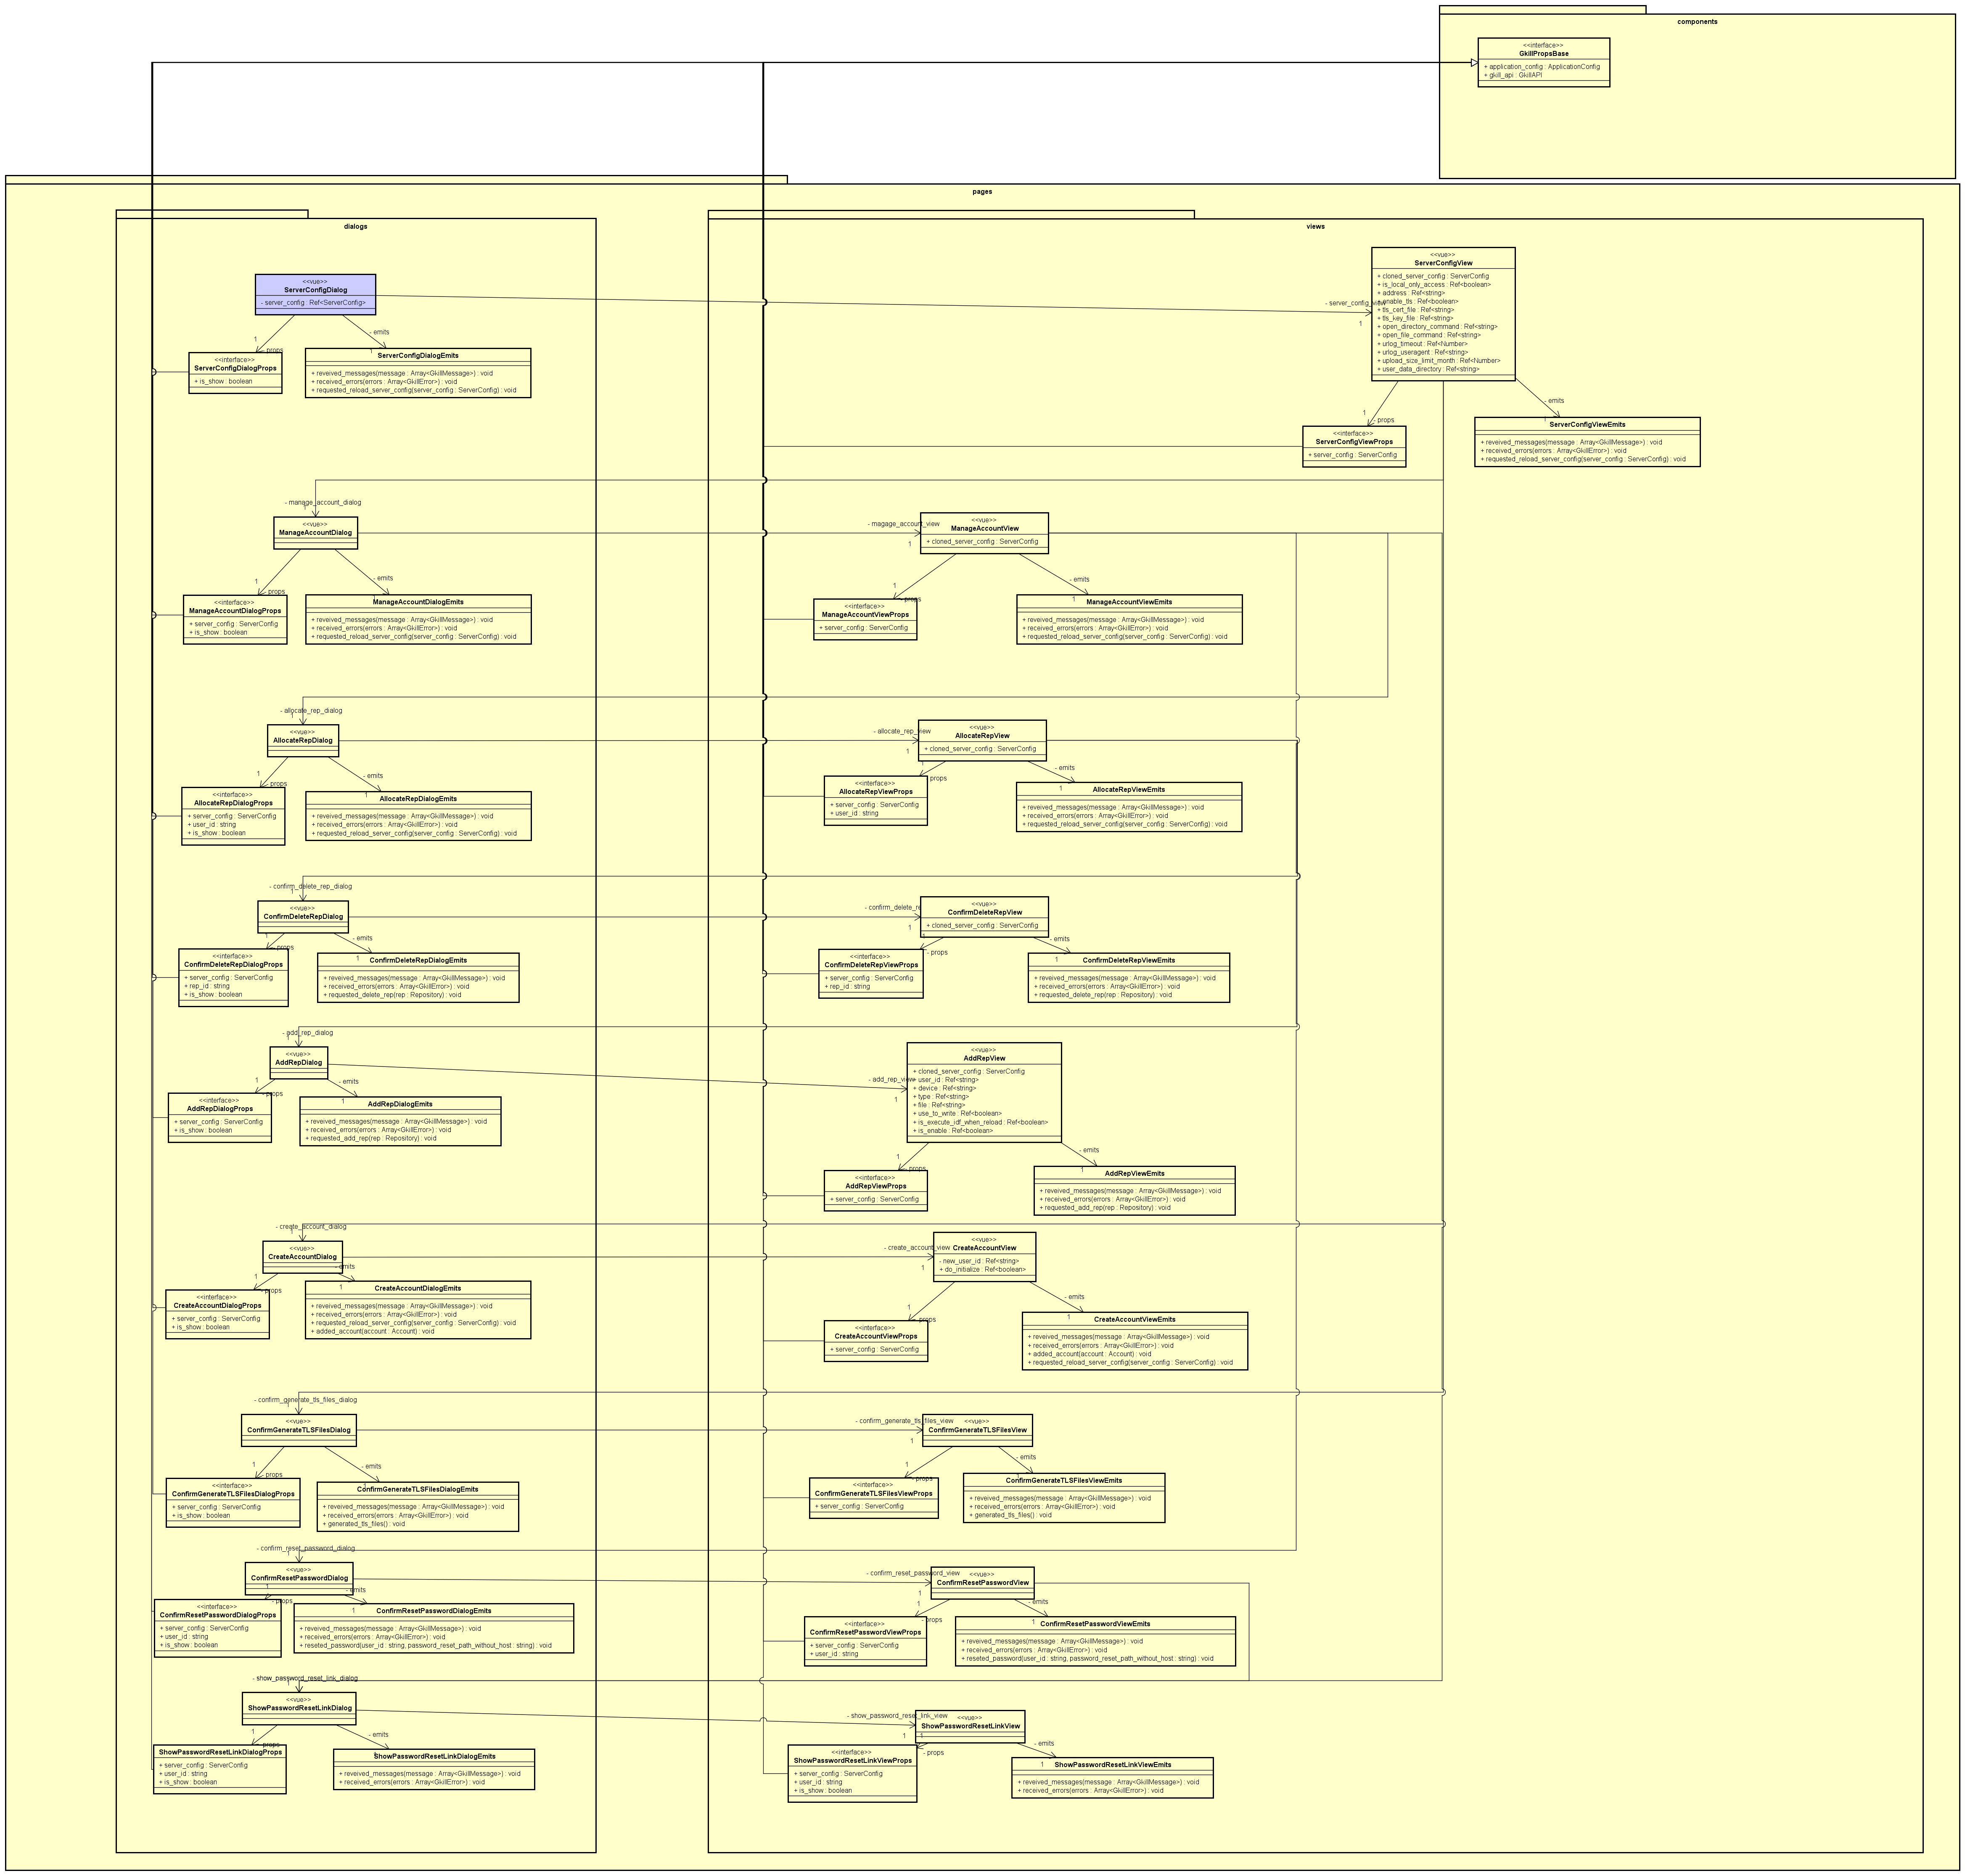 components
<<interface>>
GkillPropsBase
+ application_config : ApplicationConfig
+ gkill_api : GkillAPI
pages
dialogs
views
<<vue>>
ServerConfigDialog
- server_config : Ref<ServerConfig>
- emits
1
- props
<<interface>>
ServerConfigDialogProps
+ is_show : boolean
1
ServerConfigDialogEmits
+ reveived_messages(message : Array<GkillMessage>) : void
+ received_errors(errors : Array<GkillError>) : void
+ requested_reload_server_config(server_config : ServerConfig) : void
- server_config_view
1
<<vue>>
ServerConfigView
+ cloned_server_config : ServerConfig
+ is_local_only_access : Ref<boolean>
+ address : Ref<string>
+ enable_tls : Ref<boolean>
+ tls_cert_file : Ref<string>
+ tls_key_file : Ref<string>
+ open_directory_command : Ref<string>
+ open_file_command : Ref<string>
+ urlog_timeout : Ref<Number>
+ urlog_useragent : Ref<string>
+ upload_size_limit_month : Ref<Number>
+ user_data_directory : Ref<string>
- emits
1
- props
1
<<interface>>
ServerConfigViewProps
+ server_config : ServerConfig
ServerConfigViewEmits
+ reveived_messages(message : Array<GkillMessage>) : void
+ received_errors(errors : Array<GkillError>) : void
+ requested_reload_server_config(server_config : ServerConfig) : void
- manage_account_dialog
1
<<vue>>
ManageAccountDialog
- emits
1
- props
1
<<interface>>
ManageAccountDialogProps
+ server_config : ServerConfig
+ is_show : boolean
ManageAccountDialogEmits
+ reveived_messages(message : Array<GkillMessage>) : void
+ received_errors(errors : Array<GkillError>) : void
+ requested_reload_server_config(server_config : ServerConfig) : void
- magage_account_view
1
<<vue>>
ManageAccountView
+ cloned_server_config : ServerConfig
- emits
1
- props
1
<<interface>>
ManageAccountViewProps
+ server_config : ServerConfig
ManageAccountViewEmits
+ reveived_messages(message : Array<GkillMessage>) : void
+ received_errors(errors : Array<GkillError>) : void
+ requested_reload_server_config(server_config : ServerConfig) : void
- allocate_rep_dialog
1
<<vue>>
AllocateRepDialog
- emits
1
- props
1
<<interface>>
AllocateRepDialogProps
+ server_config : ServerConfig
+ user_id : string
+ is_show : boolean
AllocateRepDialogEmits
+ reveived_messages(message : Array<GkillMessage>) : void
+ received_errors(errors : Array<GkillError>) : void
+ requested_reload_server_config(server_config : ServerConfig) : void
- allocate_rep_view
1
<<vue>>
AllocateRepView
+ cloned_server_config : ServerConfig
- emits
1
props
1
<<interface>>
AllocateRepViewProps
+ server_config : ServerConfig
+ user_id : string
AllocateRepViewEmits
+ reveived_messages(message : Array<GkillMessage>) : void
+ received_errors(errors : Array<GkillError>) : void
+ requested_reload_server_config(server_config : ServerConfig) : void
- confirm_delete_rep_dialog
1
<<vue>>
ConfirmDeleteRepDialog
- emits
1
- props
1
<<interface>>
ConfirmDeleteRepDialogProps
+ server_config : ServerConfig
+ rep_id : string
+ is_show : boolean
ConfirmDeleteRepDialogEmits
+ reveived_messages(message : Array<GkillMessage>) : void
+ received_errors(errors : Array<GkillError>) : void
+ requested_delete_rep(rep : Repository) : void
- confirm_delete_re
1
<<vue>>
ConfirmDeleteRepView
+ cloned_server_config : ServerConfig
- emits
1
- props
1
<<interface>>
ConfirmDeleteRepViewProps
+ server_config : ServerConfig
+ rep_id : string
ConfirmDeleteRepViewEmits
+ reveived_messages(message : Array<GkillMessage>) : void
+ received_errors(errors : Array<GkillError>) : void
+ requested_delete_rep(rep : Repository) : void
- add_rep_dialog
1
<<vue>>
AddRepDialog
- emits
1
- props
1
<<interface>>
AddRepDialogProps
+ server_config : ServerConfig
+ is_show : boolean
AddRepDialogEmits
+ reveived_messages(message : Array<GkillMessage>) : void
+ received_errors(errors : Array<GkillError>) : void
+ requested_add_rep(rep : Repository) : void
- add_rep_view
1
<<vue>>
AddRepView
+ cloned_server_config : ServerConfig
+ user_id : Ref<string>
+ device : Ref<string>
+ type : Ref<string>
+ file : Ref<string>
+ use_to_write : Ref<boolean>
+ is_execute_idf_when_reload : Ref<boolean>
+ is_enable : Ref<boolean>
- emits
1
- props
1
<<interface>>
AddRepViewProps
+ server_config : ServerConfig
AddRepViewEmits
+ reveived_messages(message : Array<GkillMessage>) : void
+ received_errors(errors : Array<GkillError>) : void
+ requested_add_rep(rep : Repository) : void
- create_account_dialog
1
<<vue>>
CreateAccountDialog
- emits
1
- props
1
<<interface>>
CreateAccountDialogProps
+ server_config : ServerConfig
+ is_show : boolean
CreateAccountDialogEmits
+ reveived_messages(message : Array<GkillMessage>) : void
+ received_errors(errors : Array<GkillError>) : void
+ requested_reload_server_config(server_config : ServerConfig) : void
+ added_account(account : Account) : void
- create_account_view
1
<<vue>>
CreateAccountView
- new_user_id : Ref<string>
+ do_initialize : Ref<boolean>
- emits
1
- props
1
<<interface>>
CreateAccountViewProps
+ server_config : ServerConfig
CreateAccountViewEmits
+ reveived_messages(message : Array<GkillMessage>) : void
+ received_errors(errors : Array<GkillError>) : void
+ added_account(account : Account) : void
+ requested_reload_server_config(server_config : ServerConfig) : void
- confirm_generate_tls_files_dialog
1
<<vue>>
ConfirmGenerateTLSFilesDialog
- emits
1
- props
1
<<interface>>
ConfirmGenerateTLSFilesDialogProps
+ server_config : ServerConfig
+ is_show : boolean
ConfirmGenerateTLSFilesDialogEmits
+ reveived_messages(message : Array<GkillMessage>) : void
+ received_errors(errors : Array<GkillError>) : void
+ generated_tls_files() : void
- confirm_generate_tls_files_view
1
<<vue>>
ConfirmGenerateTLSFilesView
- emits
1
- props
1
<<interface>>
ConfirmGenerateTLSFilesViewProps
+ server_config : ServerConfig
ConfirmGenerateTLSFilesViewEmits
+ reveived_messages(message : Array<GkillMessage>) : void
+ received_errors(errors : Array<GkillError>) : void
+ generated_tls_files() : void
- confirm_reset_password_dialog
1
<<vue>>
ConfirmResetPasswordDialog
- emits
1
- props
1
<<interface>>
ConfirmResetPasswordDialogProps
+ server_config : ServerConfig
+ user_id : string
+ is_show : boolean
ConfirmResetPasswordDialogEmits
+ reveived_messages(message : Array<GkillMessage>) : void
+ received_errors(errors : Array<GkillError>) : void
+ reseted_password(user_id : string, password_reset_path_without_host : string) : void
- confirm_reset_password_view
1
<<vue>>
ConfirmResetPasswordView
- emits
1
- props
1
<<interface>>
ConfirmResetPasswordViewProps
+ server_config : ServerConfig
+ user_id : string
ConfirmResetPasswordViewEmits
+ reveived_messages(message : Array<GkillMessage>) : void
+ received_errors(errors : Array<GkillError>) : void
+ reseted_password(user_id : string, password_reset_path_without_host : string) : void
- show_password_reset_link_dialog
1
<<vue>>
ShowPasswordResetLinkDialog
- emits
1
- props
1
ShowPasswordResetLinkDialogProps
+ server_config : ServerConfig
+ user_id : string
+ is_show : boolean
ShowPasswordResetLinkDialogEmits
+ reveived_messages(message : Array<GkillMessage>) : void
+ received_errors(errors : Array<GkillError>) : void
- show_password_reset_link_view
1
<<vue>>
ShowPasswordResetLinkView
- emits
1
- props
1
<<interface>>
ShowPasswordResetLinkViewProps
+ server_config : ServerConfig
+ user_id : string
+ is_show : boolean
ShowPasswordResetLinkViewEmits
+ reveived_messages(message : Array<GkillMessage>) : void
+ received_errors(errors : Array<GkillError>) : void